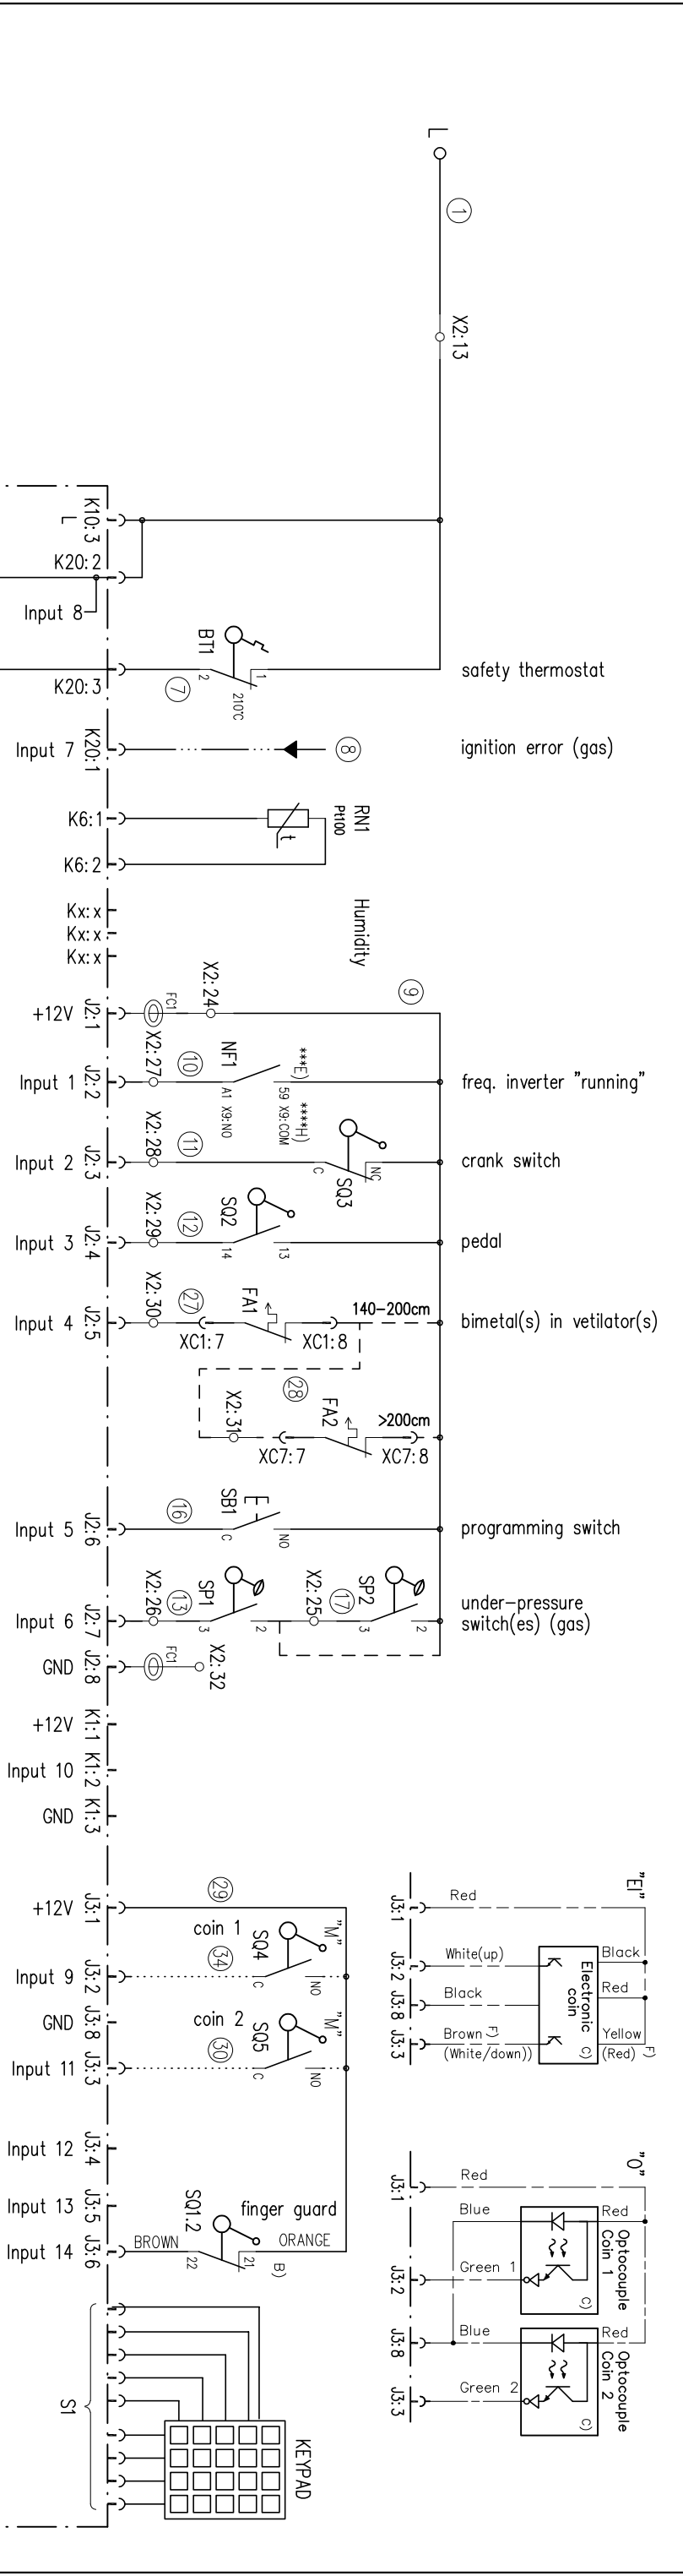 L
1
X2:13
K10:3
L
K20:2
Input 8
BT1
2
1
210°C
7
K20:3
safety thermostat
Input 7
K20:1
8
ignition error (gas)
K6:1
RN1
Pt100
t
K6:2
Kx:x
Kx:x
Kx:x
Humidity
9
+12V
J2:1
FC1
X2:24
Input 1
J2:2
X2:27
10
NF1
A1 X9:NO
***E)
59 X9:COM
****H)
freq. inverter "running"
Input 2
J2:3
X2:28
11
C
NC
SQ3
crank switch
Input 3
J2:4
X2:29
12
SQ2
14
13
pedal
Input 4
J2:5
X2:30
27
XC1:7
FA1
XC1:8
140-200cm
bimetal(s) in vetilator(s)
28
X2:31
XC7:7
FA2
>200cm
XC7:8
Input 5
J2:6
16
SB1
C
NO
programming switch
Input 6
J2:7
X2:26
13
SP1
3
2
X2:25
17
SP2
3
2
under-pressure
switch(es) (gas)
GND
J2:8
FC1
X2:32
+12V
K1:1
Input 10
K1:2
GND
K1:3
+12V
J3:1
29
coin 1
Input 9
J3:2
34
SQ4
C
NO
"M"
GND
J3:8
coin 2
Input 11
J3:3
30
SQ5
C
NO
"M"
Input 12
J3:4
Input 13
J3:5
Input 14
J3:6
BROWN
SQ1.2
22
21
finger guard
ORANGE
B)
S1
KEYPAD
"El"
J3:1
Red
J3:2
White(up)
Black
J3:8
Black
Red
J3:3
Brown F)
(White/down))
Electronic
coin
C)
Yellow
(Red)
F)
"O"
J3:1
Red
Blue
Red
J3:2
Green 1
Optocouple
Coin 1
C)
J3:8
Blue
Red
J3:3
Green 2
Optocouple
Coin 2
C)